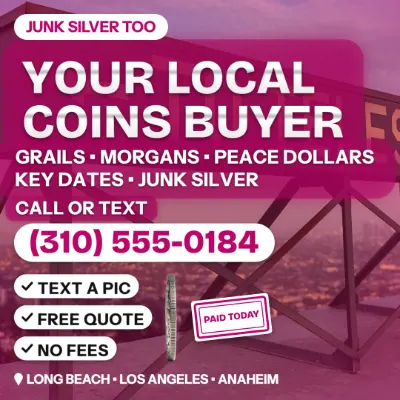 JUNK SILVER TOO
YOUR LOCAL
COINS BUYER
GRAILS • MORGANS • PEACE DOLLARS
KEY DATES • JUNK SILVER
CALL OR TEXT
(310) 555-0184
TEXT A PIC
FREE QUOTE
NO FEES
PAID TODAY
LONG BEACH • LOS ANGELES • ANAHEIM